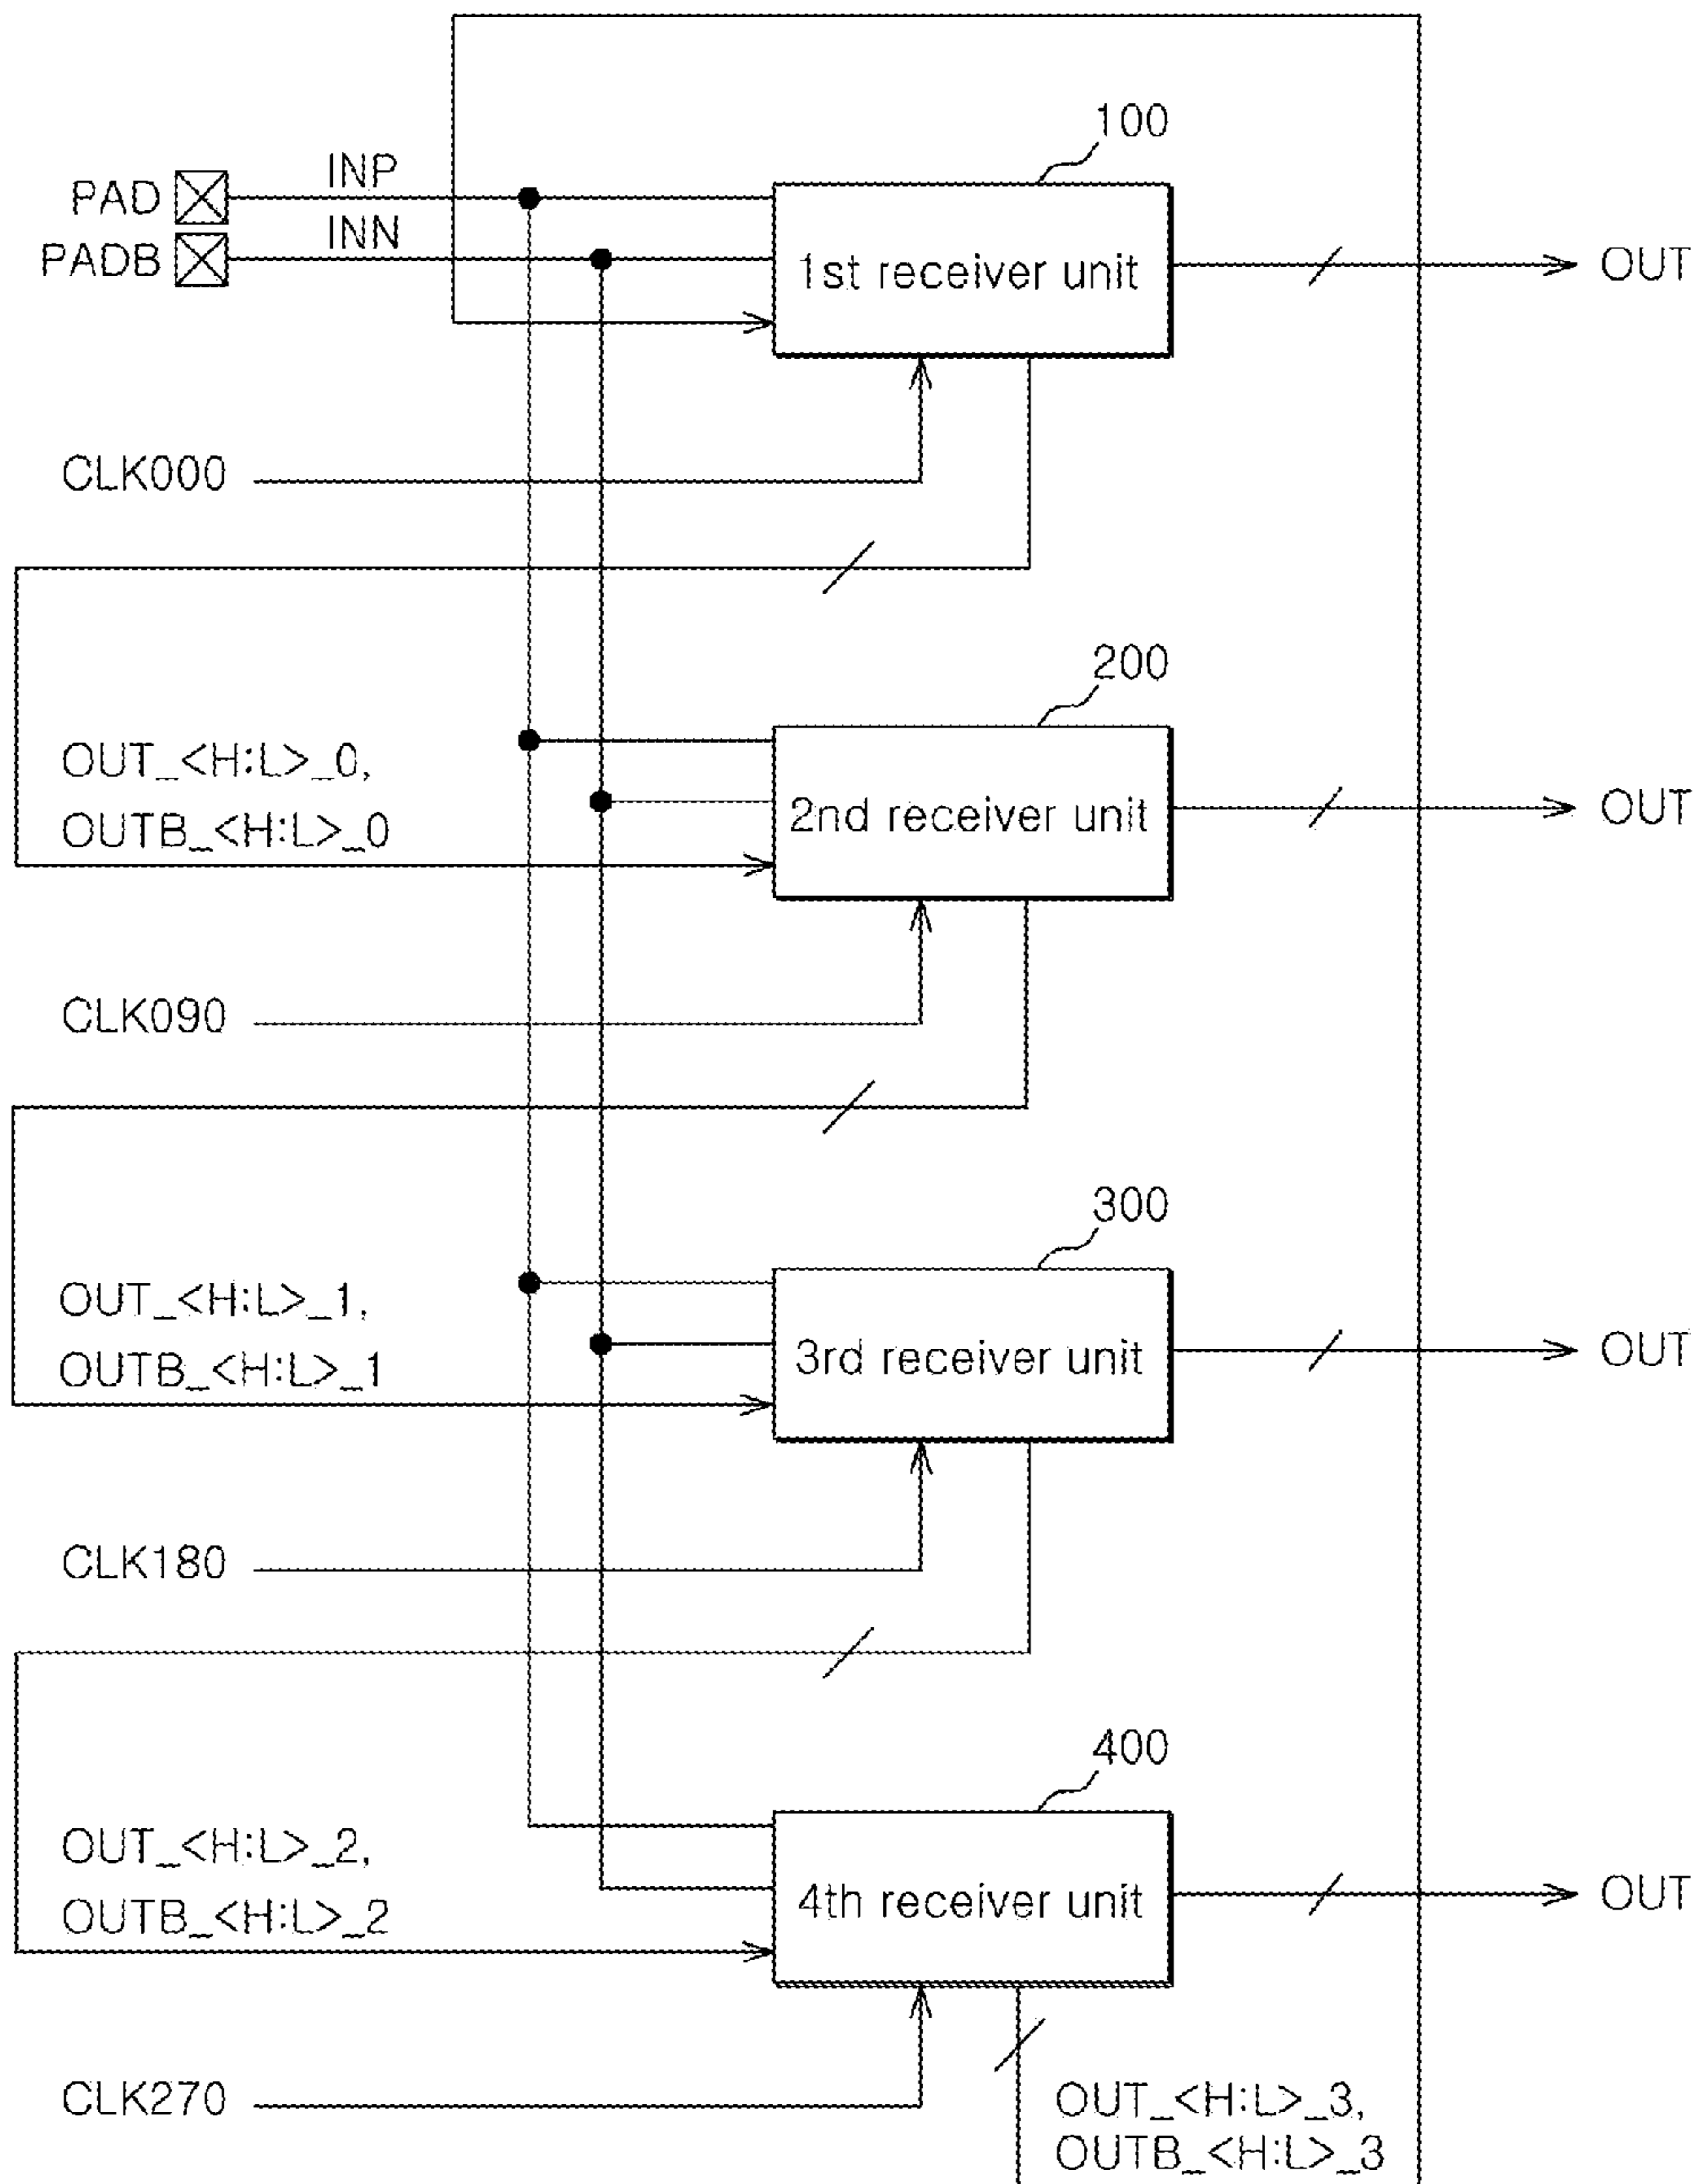 100
PAD
INP
PADB
INN
1st receiver unit
OUT
CLK000
200
OUT_<H:L>_0,
OUTB_<H:L>_0
2nd receiver unit
OUT
CLK090
300
OUT_<H:L>_1,
OUTB_<H:L>_1
3rd receiver unit
OUT
CLK180
400
OUT_<H:L>_2,
OUTB_<H:L>_2
4th receiver unit
OUT
CLK270
OUT_<H:L>_3,
OUTB_<H:L>_3